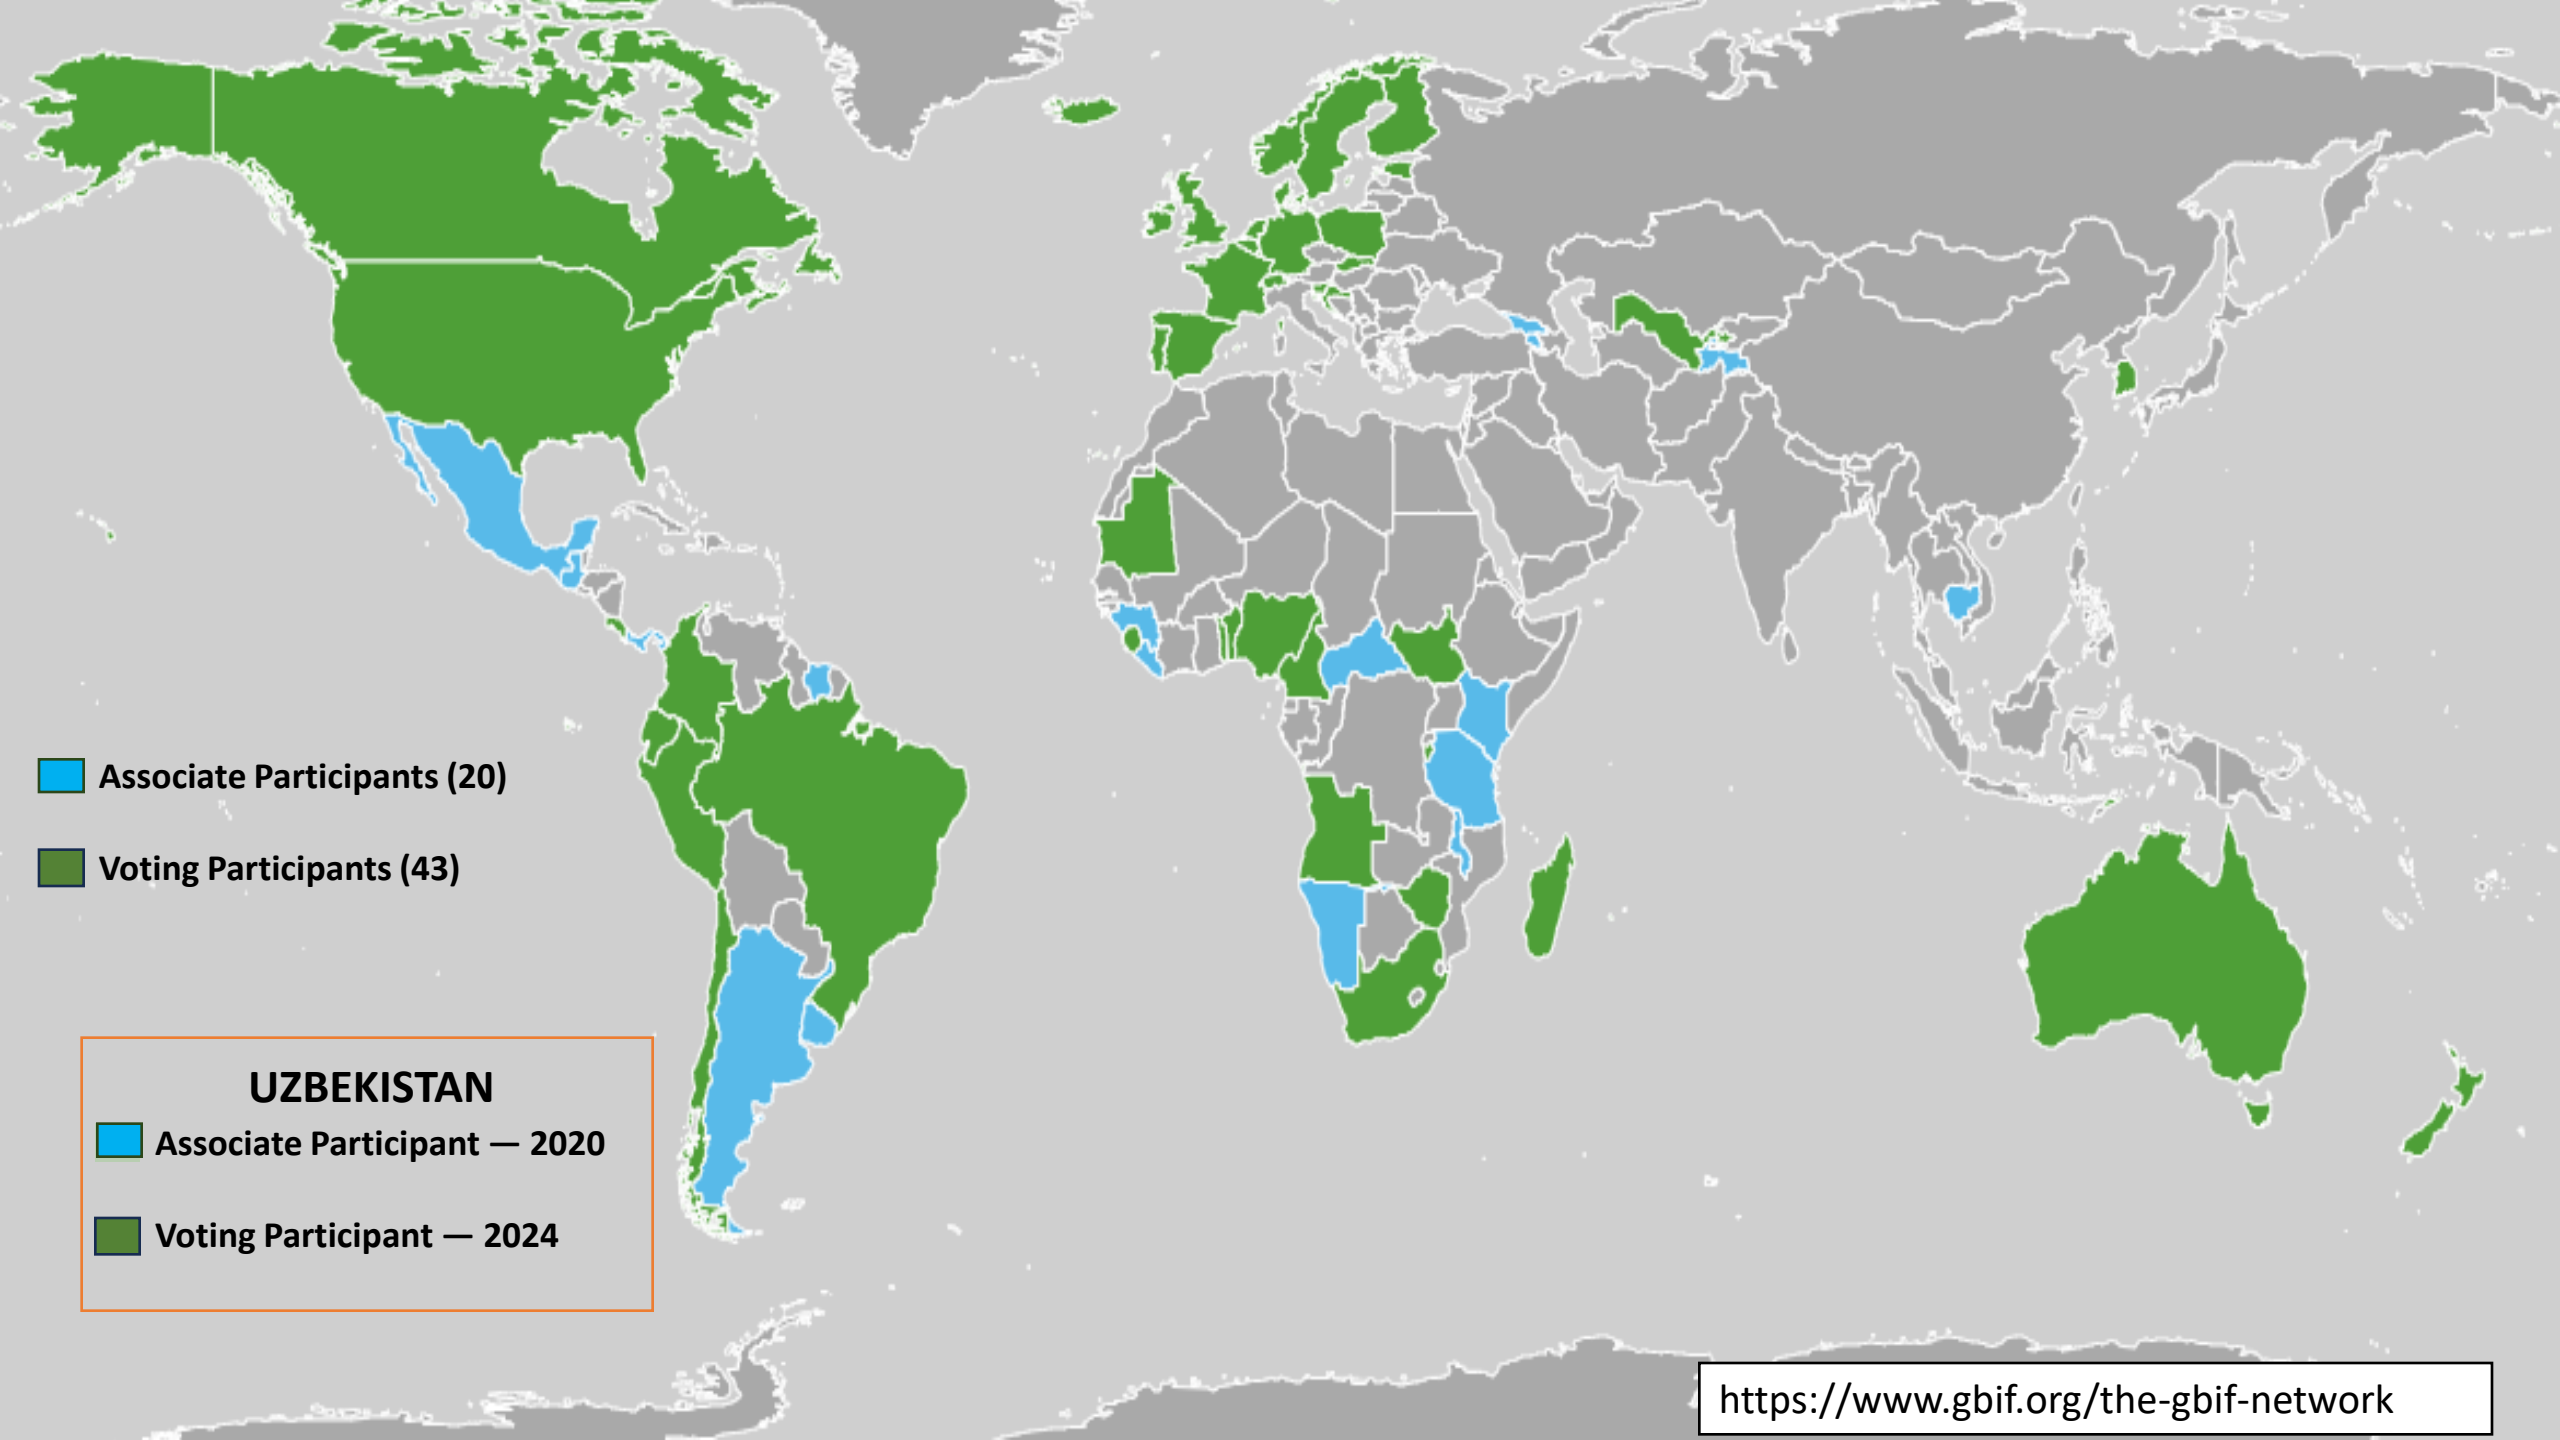 Associate Participants (20)
Voting Participants (43)
UZBEKISTAN
Associate Participant — 2020
Voting Participant — 2024
https://www.gbif.org/the-gbif-network